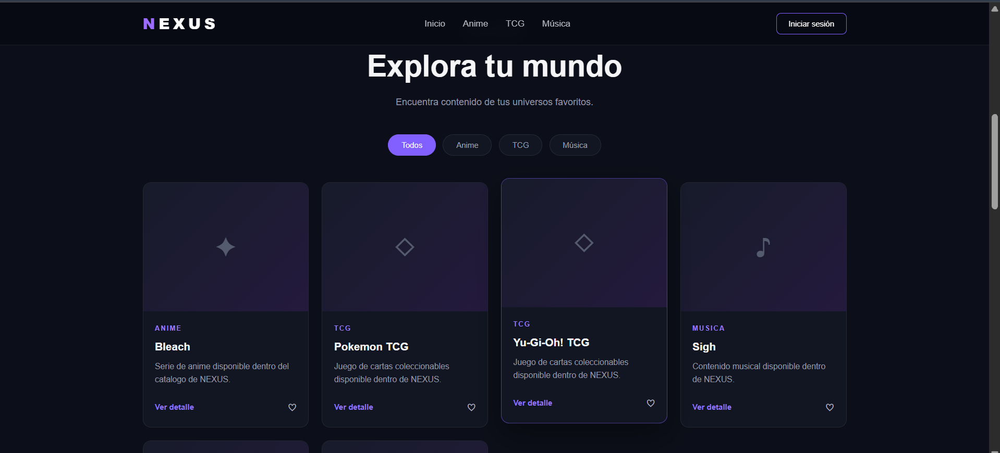 NEXUS
Inicio
Anime
TCG
Música
Iniciar sesión
Explora tu mundo
Encuentra contenido de tus universos favoritos.
Todos
Anime
TCG
Música
ANIME
Bleach
Serie de anime disponible dentro del
catalogo de NEXUS.
Ver detalle
TCG
Pokemon TCG
Juego de cartas coleccionables
disponible dentro de NEXUS.
Ver detalle
TCG
Yu-Gi-Oh! TCG
Juego de cartas coleccionables
disponible dentro de NEXUS.
Ver detalle
MUSICA
Sigh
Contenido musical disponible dentro
de NEXUS.
Ver detalle